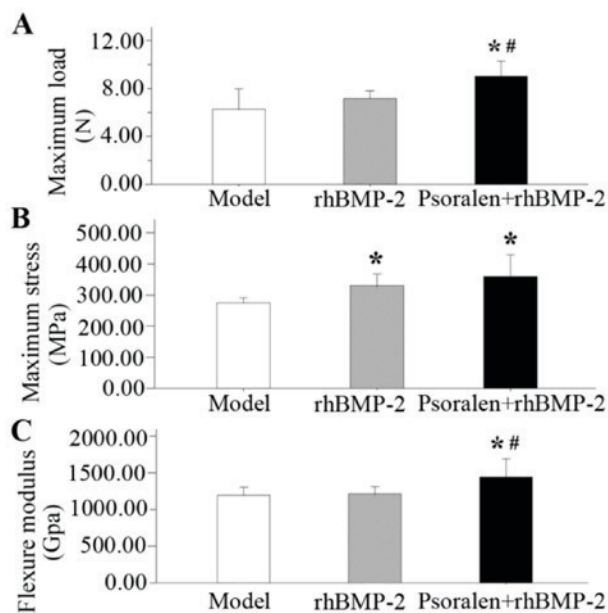 A
Maximum load
(N)
12.00
8.00
4.00
0.00
* #
Model rhBMP-2 Psoralen+rhBMP-2
B
Maximum stress
(MPa)
500.00
400.00
300.00
200.00
100.00
0.00
*
*
Model rhBMP-2 Psoralen+rhBMP-2
C
Flexure modulus
(Gpa)
2000.00
1500.00
1000.00
500.00
0.00
* #
Model rhBMP-2 Psoralen+rhBMP-2